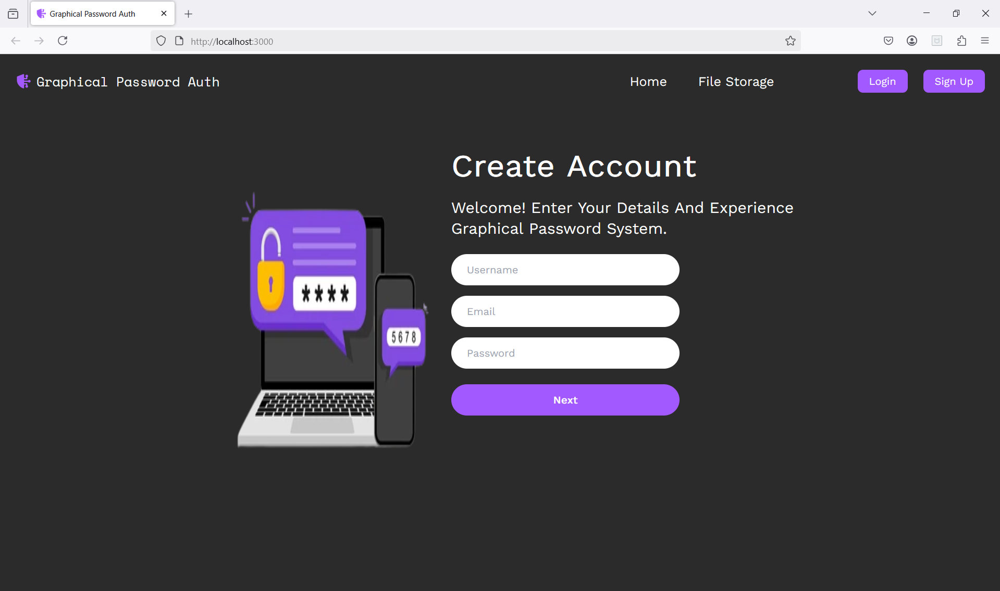 Graphical Password Auth
http://localhost:3000
Graphical Password Auth
Home
File Storage
Login
Sign Up
Create Account
Welcome! Enter Your Details And Experience
Graphical Password System.
Username
Email
Password
Next
****
5678